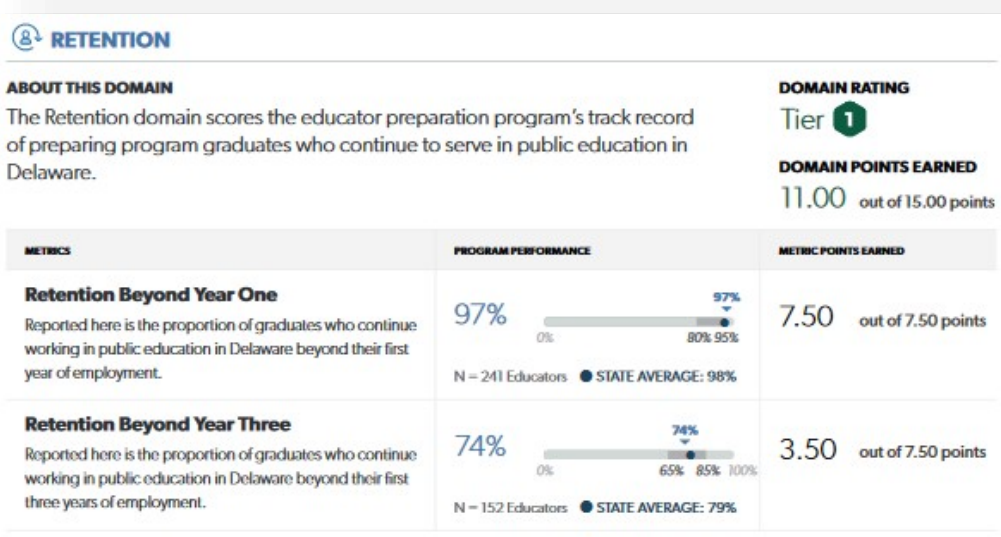 RETENTION
ABOUT THIS DOMAIN
The Retention domain scores the educator preparation program's track record
of preparing program graduates who continue to serve in public education in
Delaware.
DOMAIN RATING
Tier 1
DOMAIN POINTS EARNED
11.00 out of 15.00 points
METRICS PROGRAM PERFORMANCE METRIC POINTS EARNED
Retention Beyond Year One
Reported here is the proportion of graduates who continue
working in public education in Delaware beyond their first
year of employment.
97%
97%
0% 80% 95%
N = 241 Educators STATE AVERAGE: 98%
7.50 out of 7.50 points
Retention Beyond Year Three
Reported here is the proportion of graduates who continue
working in public education in Delaware beyond their first
three years of employment.
74%
74%
0% 65% 85% 100%
N = 152 Educators STATE AVERAGE: 79%
3.50 out of 7.50 points